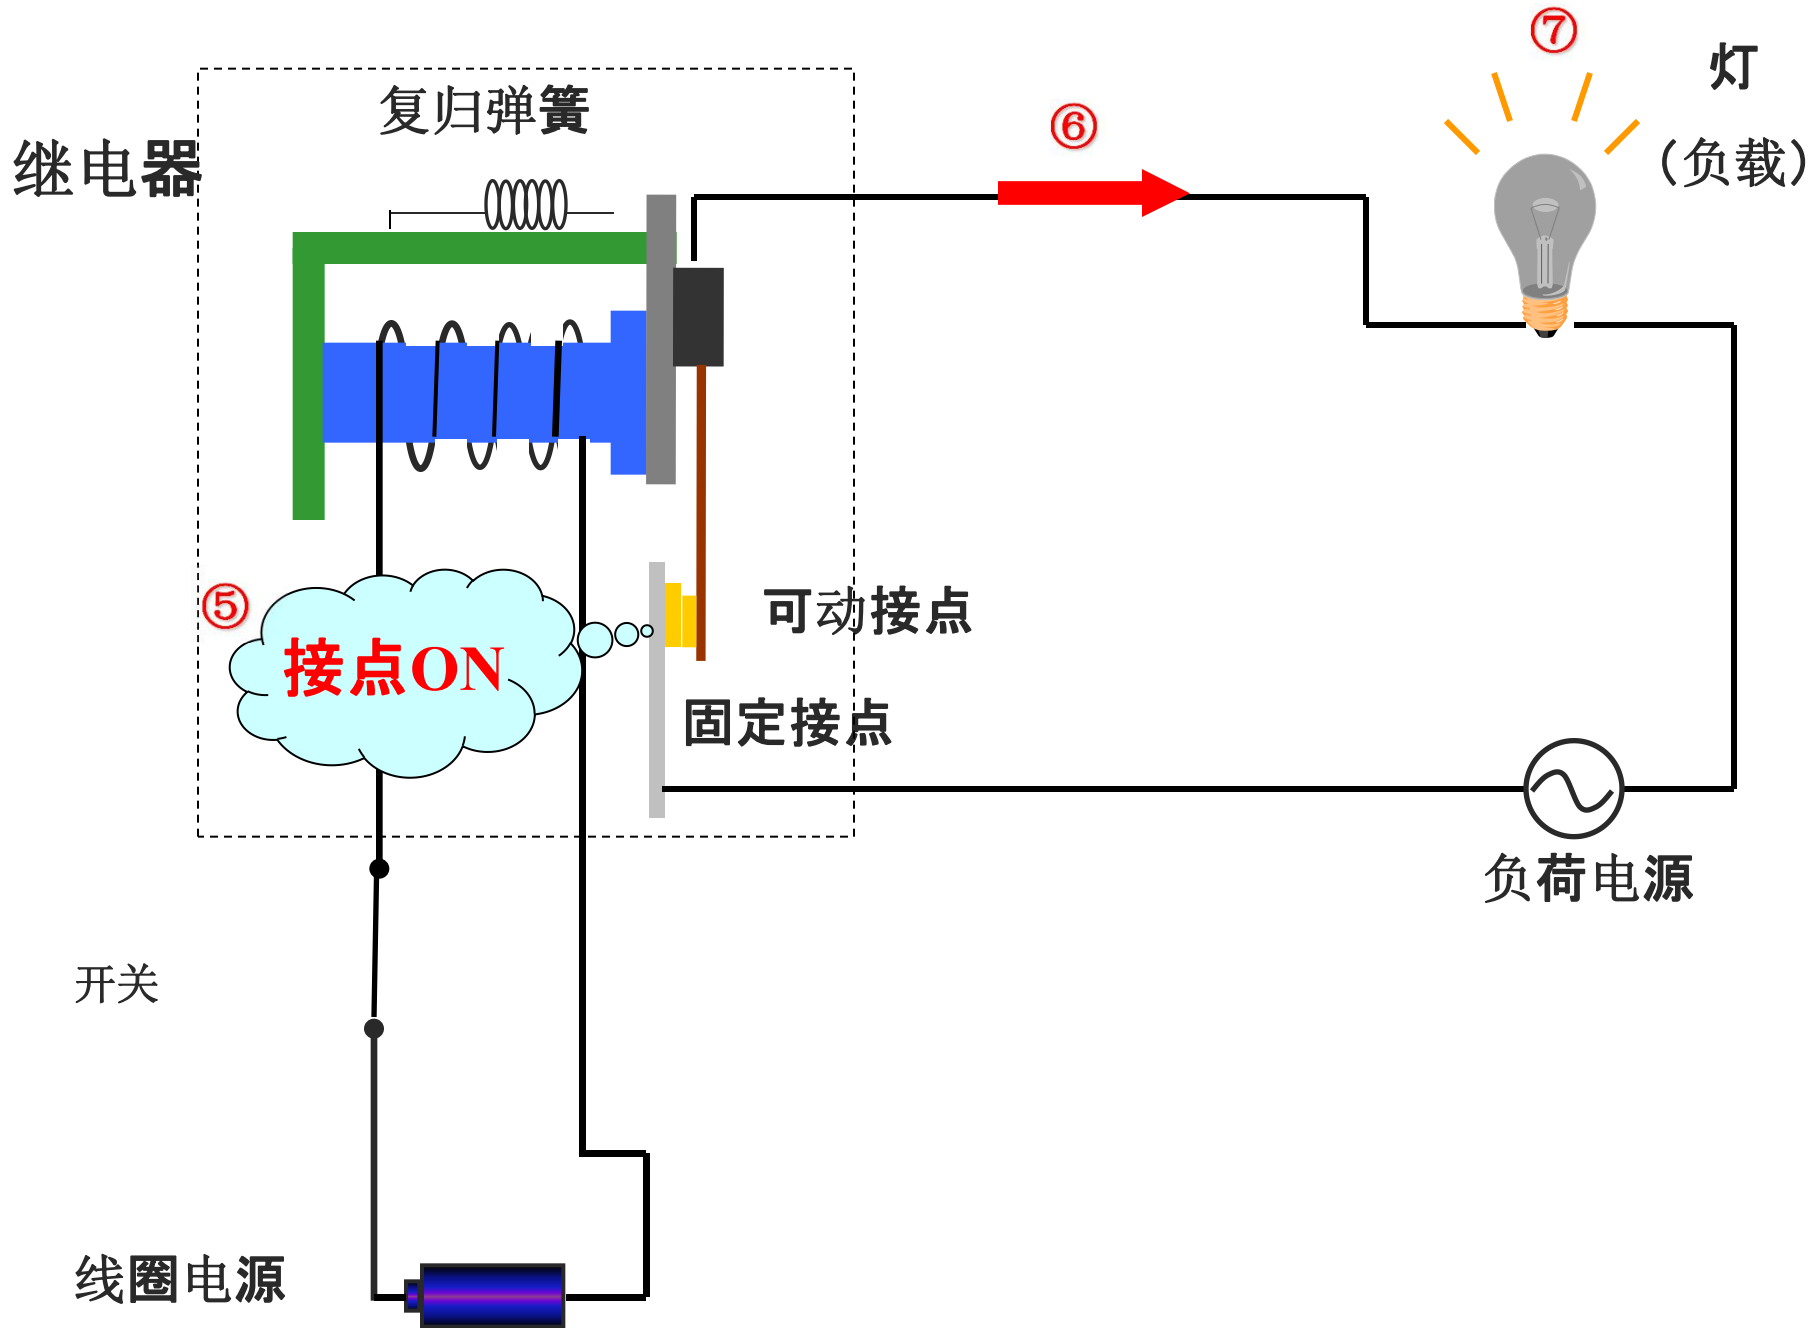 ⑦
灯
复归弹簧
⑥
继电器
（负载）
⑤
可动接点
接点ON
固定接点
负荷电源
开关
线圈电源